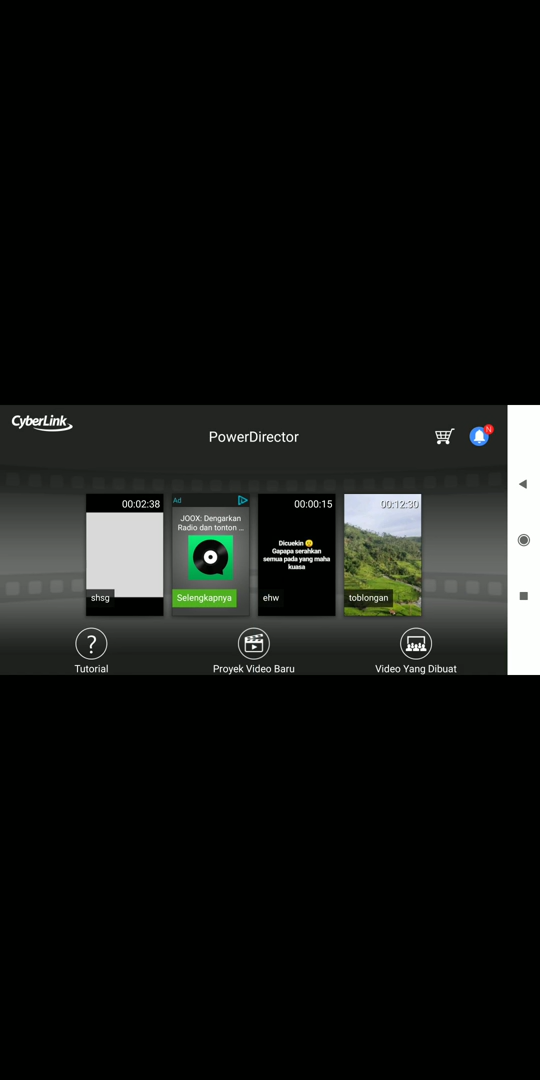 CyberLink
PowerDirector
N
00:02:38
shsg
Ad
JOOX: Dengarkan
Radio dan tonton ...
Selengkapnya
00:00:15
Dicuekin
Gapapa serahkan
semua pada yang maha
kuasa
ehw
00:12:30
toblongan
?
Tutorial
Proyek Video Baru
Video Yang Dibuat